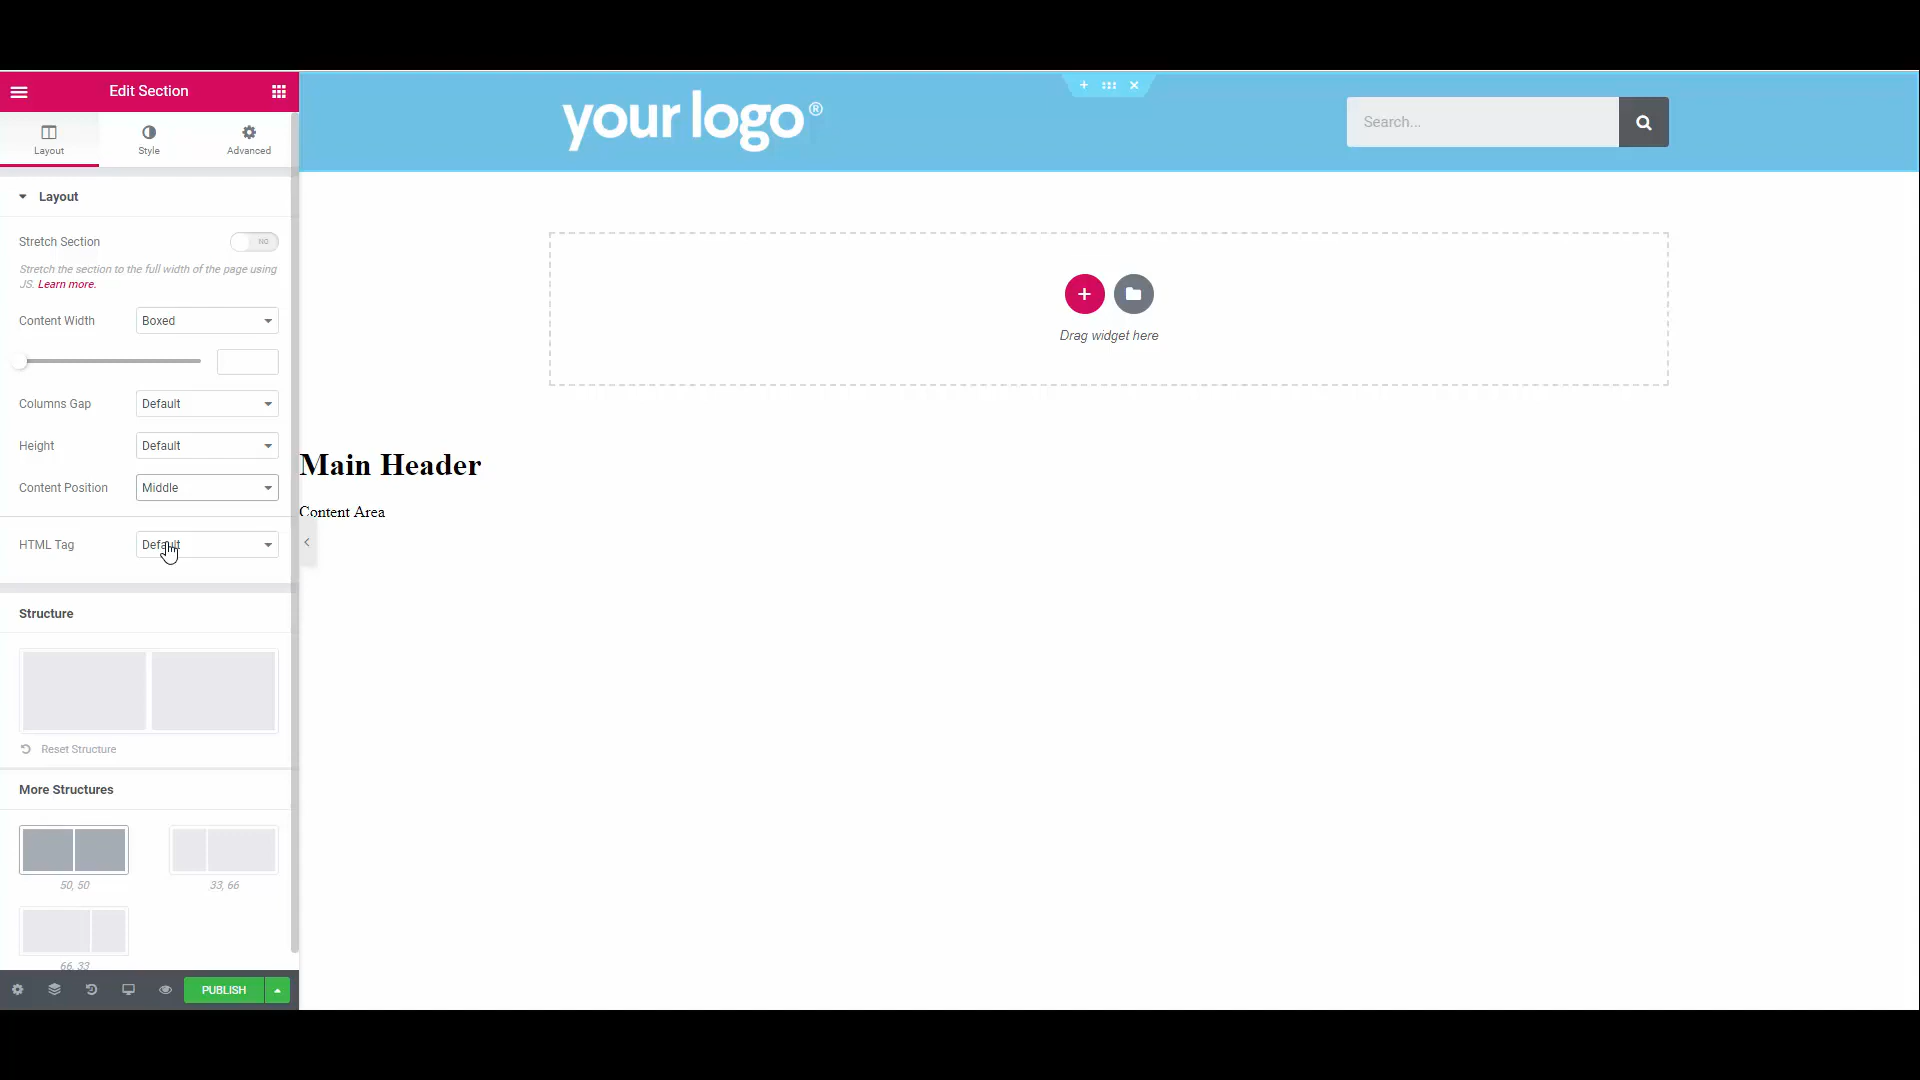 Edit Section
Layout
Style
Advanced
Layout
Stretch Section
NO
Stretch the section to the full width of the page using
JS. Learn more.
Content Width
Boxed
Columns Gap
Default
Height
Default
Content Position
Middle
HTML Tag
Default
Structure
Reset Structure
More Structures
50, 50
33, 66
66, 33
PUBLISH
your logo®
Search...
Drag widget here
Main Header
Content Area